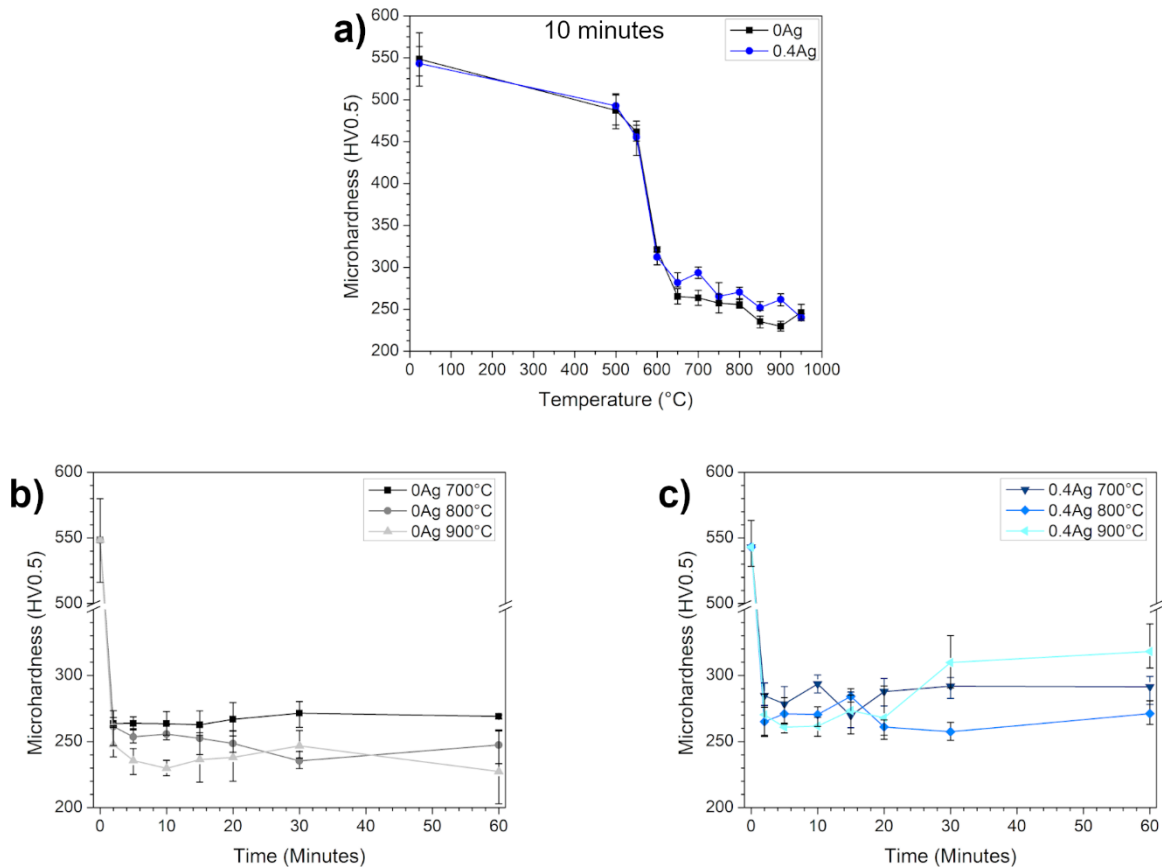 a)
10 minutes
0Ag
0.4Ag
600
550
500
450
400
350
300
250
200
Microhardness (HV0.5)
0 100 200 300 400 500 600 700 800 900 1000
Temperature (°C)
b)
0Ag 700°C
0Ag 800°C
0Ag 900°C
600
550
500
300
250
200
Microhardness (HV0.5)
0 10 20 30 40 50 60
Time (Minutes)
c)
0.4Ag 700°C
0.4Ag 800°C
0.4Ag 900°C
600
550
500
300
250
200
Microhardness (HV0.5)
0 10 20 30 40 50 60
Time (Minutes)